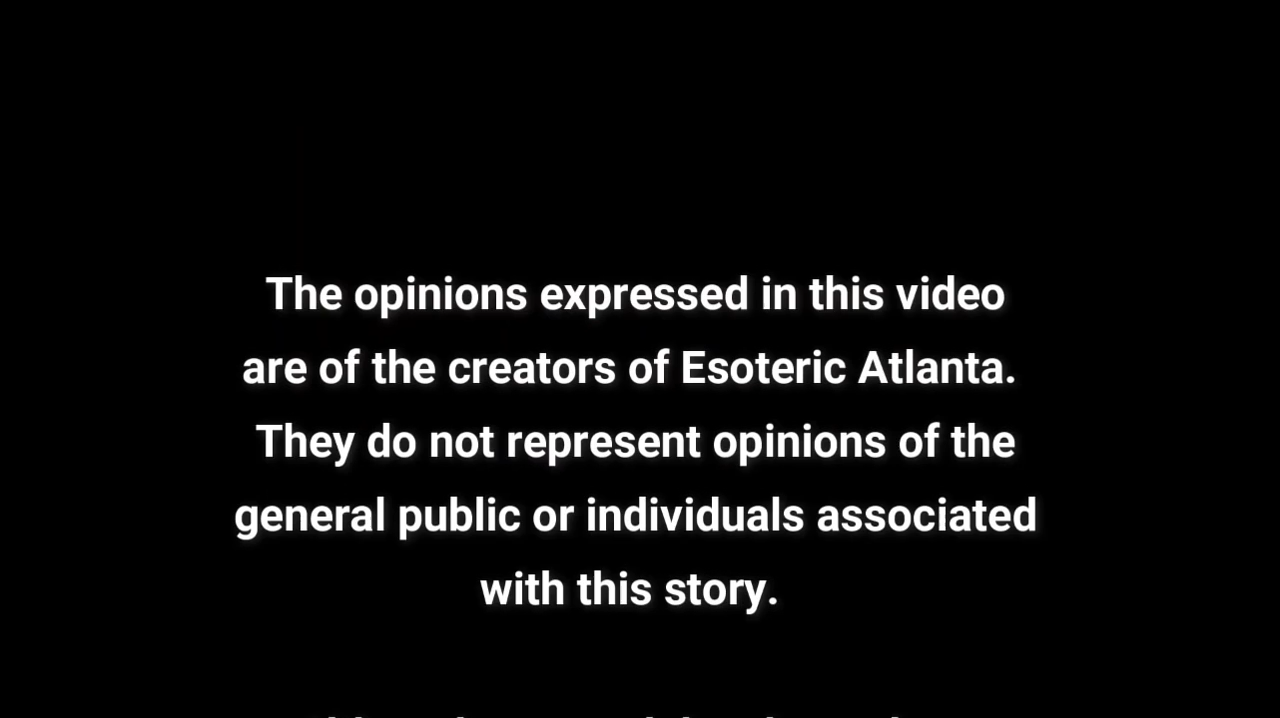 The opinions expressed in this video
are of the creators of Esoteric Atlanta.
They do not represent opinions of the
general public or individuals associated
with this story.